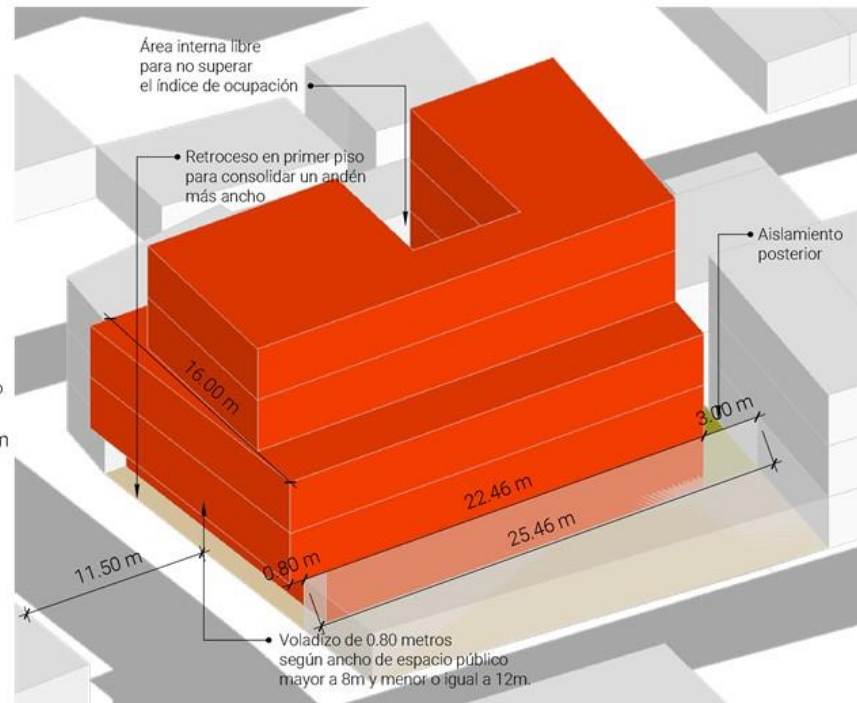 Área interna libre
para no superar
el índice de ocupación
Retroceso en primer piso
para consolidar un andén
más ancho
Aislamiento
posterior
16.00 m
3.00 m
22.46 m
25.46 m
0.80 m
11.50 m
Voladizo de 0.80 metros
según ancho de espacio público
mayor a 8m y menor o igual a 12m.